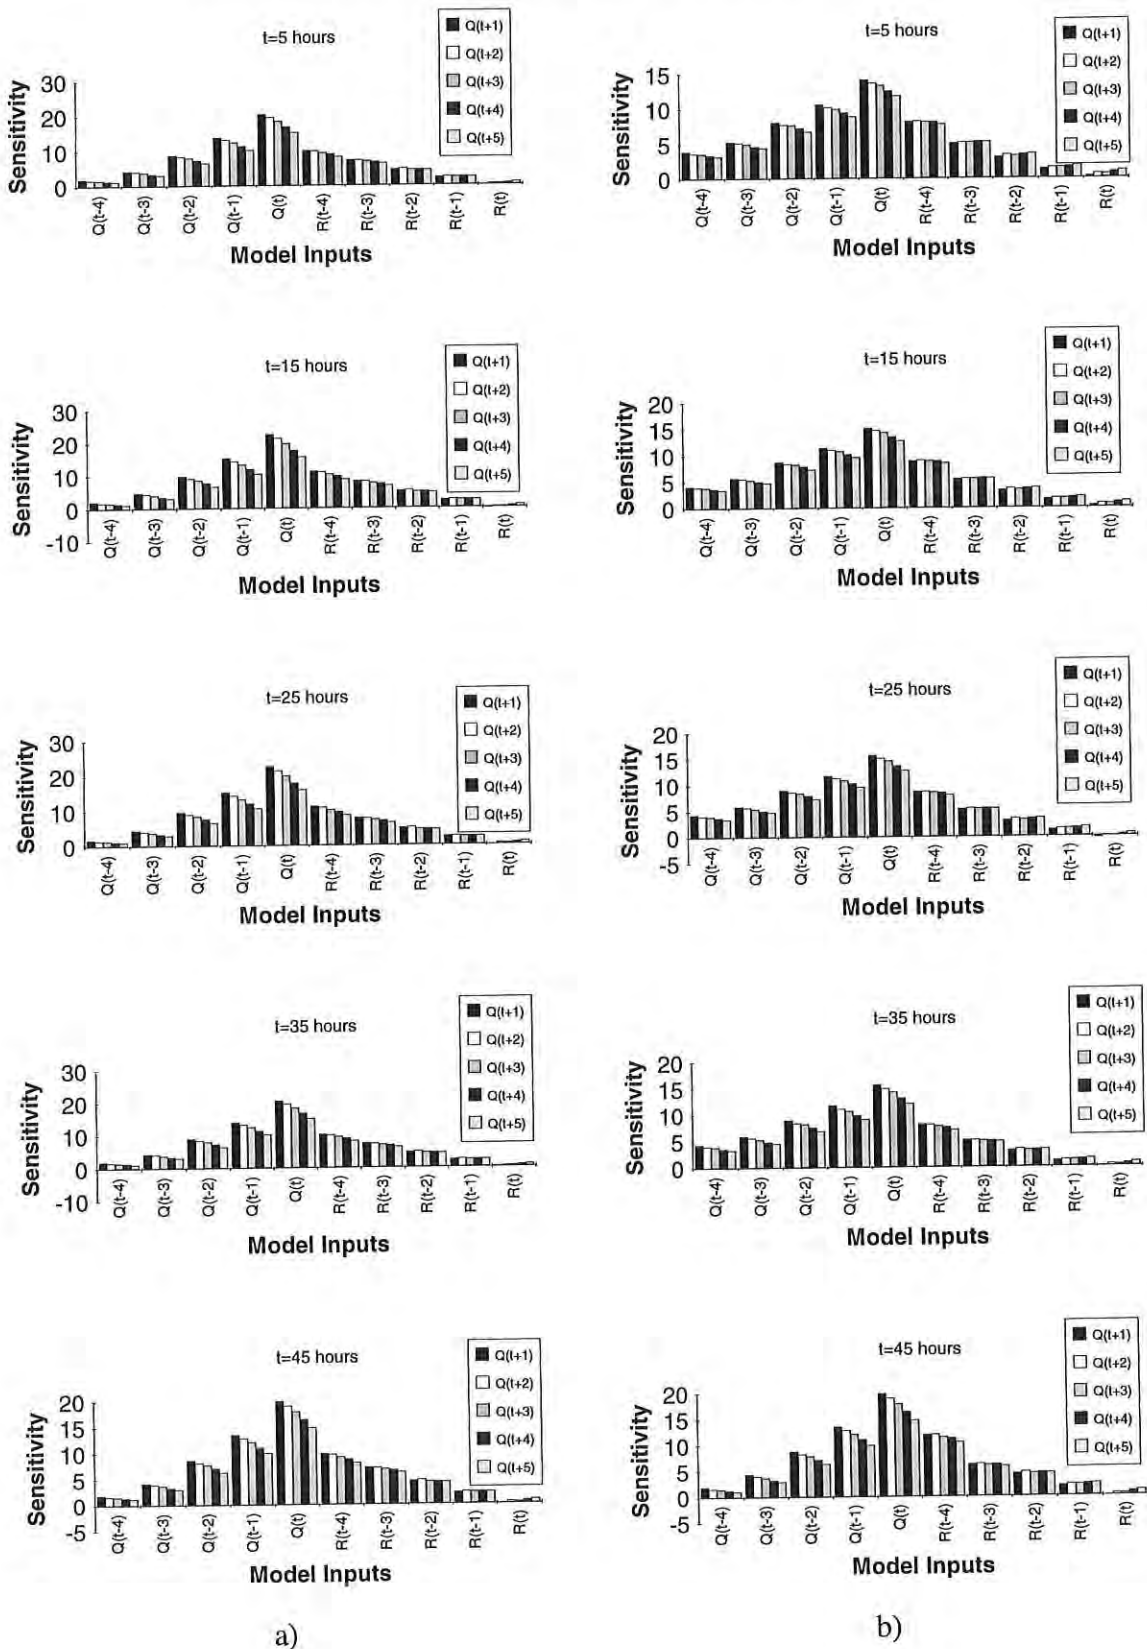 t=5 hours
Q(t+1)
Q(t+2)
Q(t+3)
Q(t+4)
Q(t+5)
Sensitivity
30
20
10
0
Q(t-4) Q(t-3) Q(t-2) Q(t-1) Q(t) R(t-4) R(t-3) R(t-2) R(t-1) R(t)
Model Inputs
t=5 hours
Q(t+1)
Q(t+2)
Q(t+3)
Q(t+4)
Q(t+5)
Sensitivity
15
10
5
0
Q(t-4) Q(t-3) Q(t-2) Q(t-1) Q(t) R(t-4) R(t-3) R(t-2) R(t-1) R(t)
Model Inputs
t=15 hours
Q(t+1)
Q(t+2)
Q(t+3)
Q(t+4)
Q(t+5)
Sensitivity
30
20
10
0
-10
Q(t-4) Q(t-3) Q(t-2) Q(t-1) Q(t) R(t-4) R(t-3) R(t-2) R(t-1) R(t)
Model Inputs
t=15 hours
Q(t+1)
Q(t+2)
Q(t+3)
Q(t+4)
Q(t+5)
Sensitivity
20
15
10
5
0
Q(t-4) Q(t-3) Q(t-2) Q(t-1) Q(t) R(t-4) R(t-3) R(t-2) R(t-1) R(t)
Model Inputs
t=25 hours
Q(t+1)
Q(t+2)
Q(t+3)
Q(t+4)
Q(t+5)
Sensitivity
30
20
10
0
Q(t-4) Q(t-3) Q(t-2) Q(t-1) Q(t) R(t-4) R(t-3) R(t-2) R(t-1) R(t)
Model Inputs
t=25 hours
Q(t+1)
Q(t+2)
Q(t+3)
Q(t+4)
Q(t+5)
Sensitivity
20
15
10
5
0
-5
Q(t-4) Q(t-3) Q(t-2) Q(t-1) Q(t) R(t-4) R(t-3) R(t-2) R(t-1) R(t)
Model Inputs
t=35 hours
Q(t+1)
Q(t+2)
Q(t+3)
Q(t+4)
Q(t+5)
Sensitivity
30
20
10
0
-10
Q(t-4) Q(t-3) Q(t-2) Q(t-1) Q(t) R(t-4) R(t-3) R(t-2) R(t-1) R(t)
Model Inputs
t=35 hours
Q(t+1)
Q(t+2)
Q(t+3)
Q(t+4)
Q(t+5)
Sensitivity
20
15
10
5
0
Q(t-4) Q(t-3) Q(t-2) Q(t-1) Q(t) R(t-4) R(t-3) R(t-2) R(t-1) R(t)
Model Inputs
t=45 hours
Q(t+1)
Q(t+2)
Q(t+3)
Q(t+4)
Q(t+5)
Sensitivity
20
15
10
5
0
-5
Q(t-4) Q(t-3) Q(t-2) Q(t-1) Q(t) R(t-4) R(t-3) R(t-2) R(t-1) R(t)
Model Inputs
t=45 hours
Q(t+1)
Q(t+2)
Q(t+3)
Q(t+4)
Q(t+5)
Sensitivity
20
15
10
5
0
-5
Q(t-4) Q(t-3) Q(t-2) Q(t-1) Q(t) R(t-4) R(t-3) R(t-2) R(t-1) R(t)
Model Inputs
a)
b)